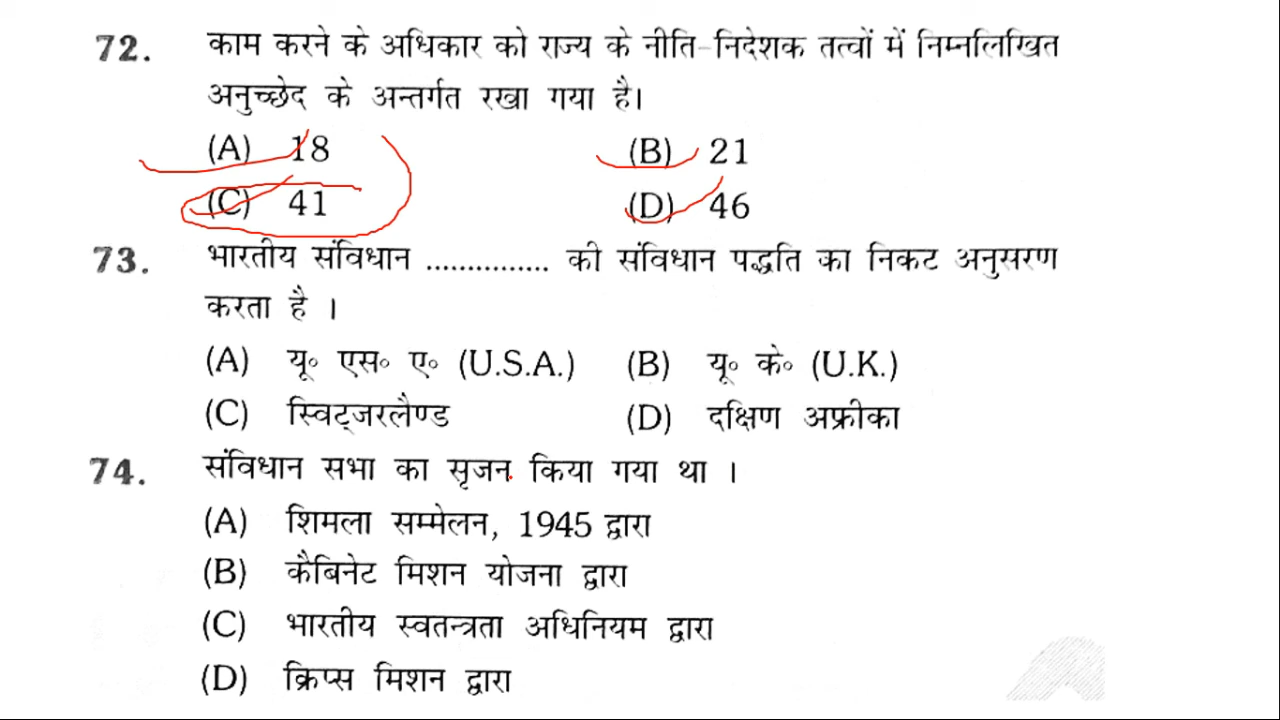 72. काम करने के अधिकार को राज्य के नीति-निदेशक तत्वों में निम्नलिखित
अनुच्छेद के अन्तर्गत रखा गया है।
(A) 18 (B) 21
(C) 41 (D) 46
73. भारतीय संविधान ............... की संविधान पद्धति का निकट अनुसरण
करता है ।
(A) यू॰ एस॰ ए॰ (U.S.A.) (B) यू॰ के॰ (U.K.)
(C) स्विट्जरलैण्ड (D) दक्षिण अफ्रीका
74. संविधान सभा का सृजन किया गया था ।
(A) शिमला सम्मेलन, 1945 द्वारा
(B) कैबिनेट मिशन योजना द्वारा
(C) भारतीय स्वतन्त्रता अधिनियम द्वारा
(D) क्रिप्स मिशन द्वारा